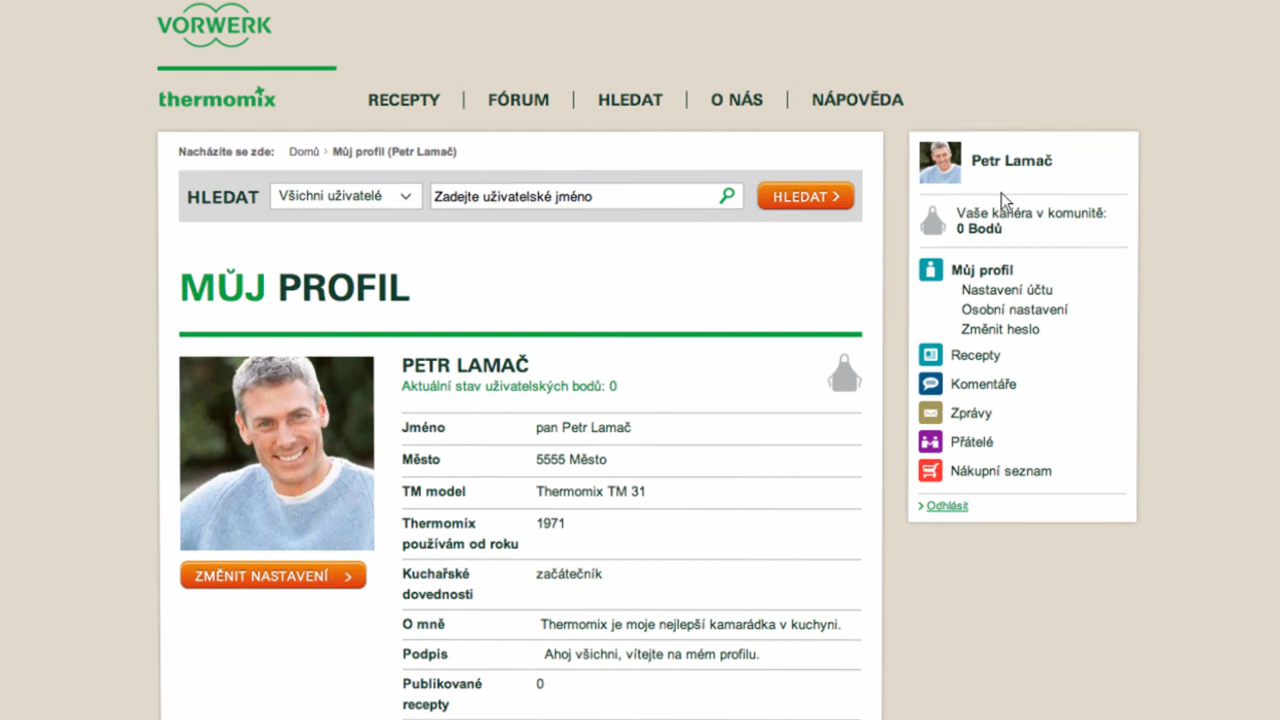 VORWERK
thermomix
RECEPTY | FÓRUM | HLEDAT | O NÁS | NÁPOVĚDA
Nacházíte se zde: Domů › Můj profil (Petr Lamač)
HLEDAT Všichni uživatelé Zadejte uživatelské jméno HLEDAT
MŮJ PROFIL
PETR LAMAČ
Aktuální stav uživatelských bodů: 0
Jméno pan Petr Lamač
Město 5555 Město
TM model Thermomix TM 31
Thermomix 1971
používám od roku
Kuchařské začátečník
dovednosti
O mně Thermomix je moje nejlepší kamarádka v kuchyni.
Podpis Ahoj všichni, vítejte na mém profilu.
Publikované 0
recepty
ZMĚNIT NASTAVENÍ
Petr Lamač
Vaše kariéra v komunitě:
0 Bodů
Můj profil
Nastavení účtu
Osobní nastavení
Změnit heslo
Recepty
Komentáře
Zprávy
Přátelé
Nákupní seznam
Odhlásit